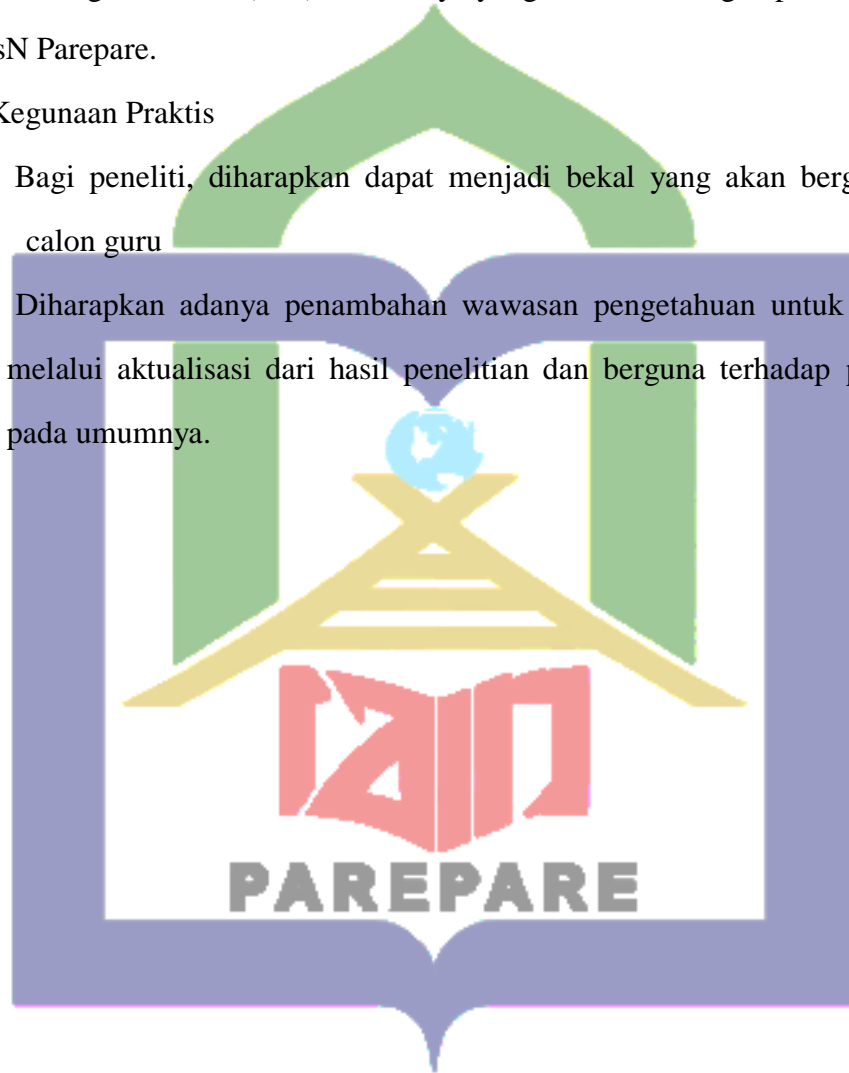 sN Parepare.
Kegunaan Praktis
Bagi peneliti, diharapkan dapat menjadi bekal yang akan berg
calon guru
Diharapkan adanya penambahan wawasan pengetahuan untuk
melalui aktualisasi dari hasil penelitian dan berguna terhadap p
pada umumnya.
iain
PAREPARE